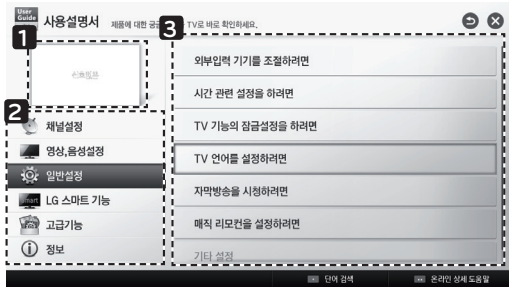 User Guide
사용설명서 제품에 대한 궁금 TV로 바로 확인하세요.
1
3
2
채널설정
영상,음성설정
일반설정
smart LG 스마트 기능
고급기능
정보
외부입력 기기를 조절하려면
시간 관련 설정을 하려면
TV 기능의 잠금설정을 하려면
TV 언어를 설정하려면
자막방송을 시청하려면
매직 리모컨을 설정하려면
기타 설정
단어 검색
온라인 상세 도움말